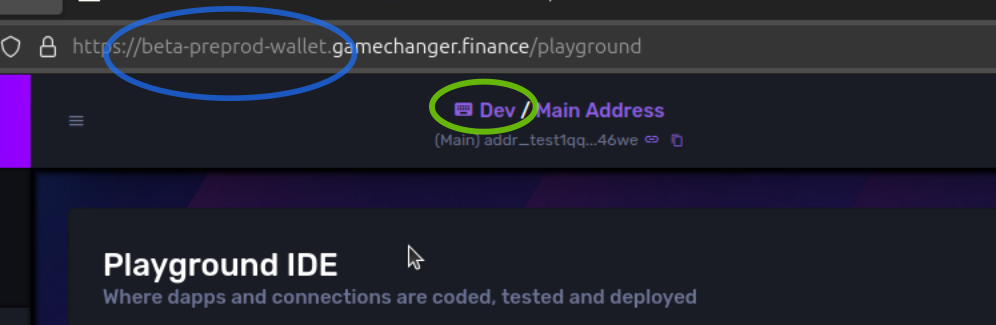 https://beta-preprod-wallet.gamechanger.finance/playground
Dev / Main Address
(Main) addr_test1qq...46we
Playground IDE
Where dapps and connections are coded, tested and deployed